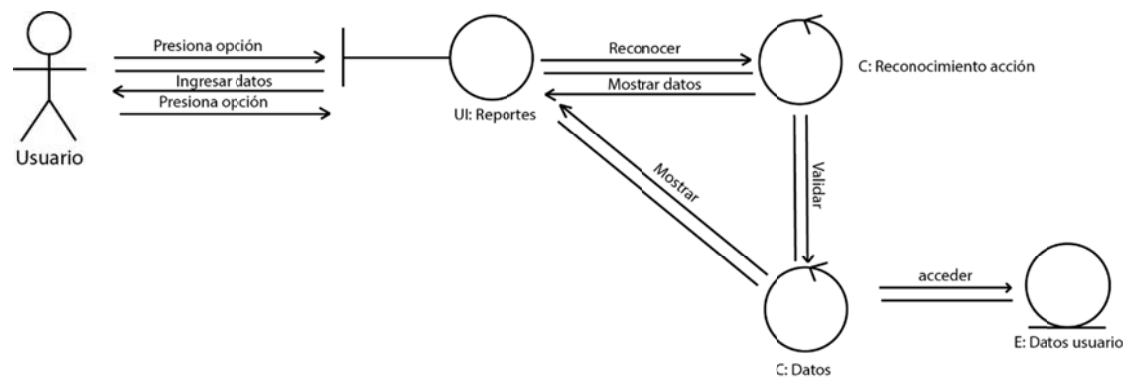 Presiona opción
Ingresar datos
Presiona opción
Usuario
UI: Reportes
Reconocer
Mostrar datos
C: Reconocimiento acción
Mostrar
Validar
acceder
C: Datos
E: Datos usuario